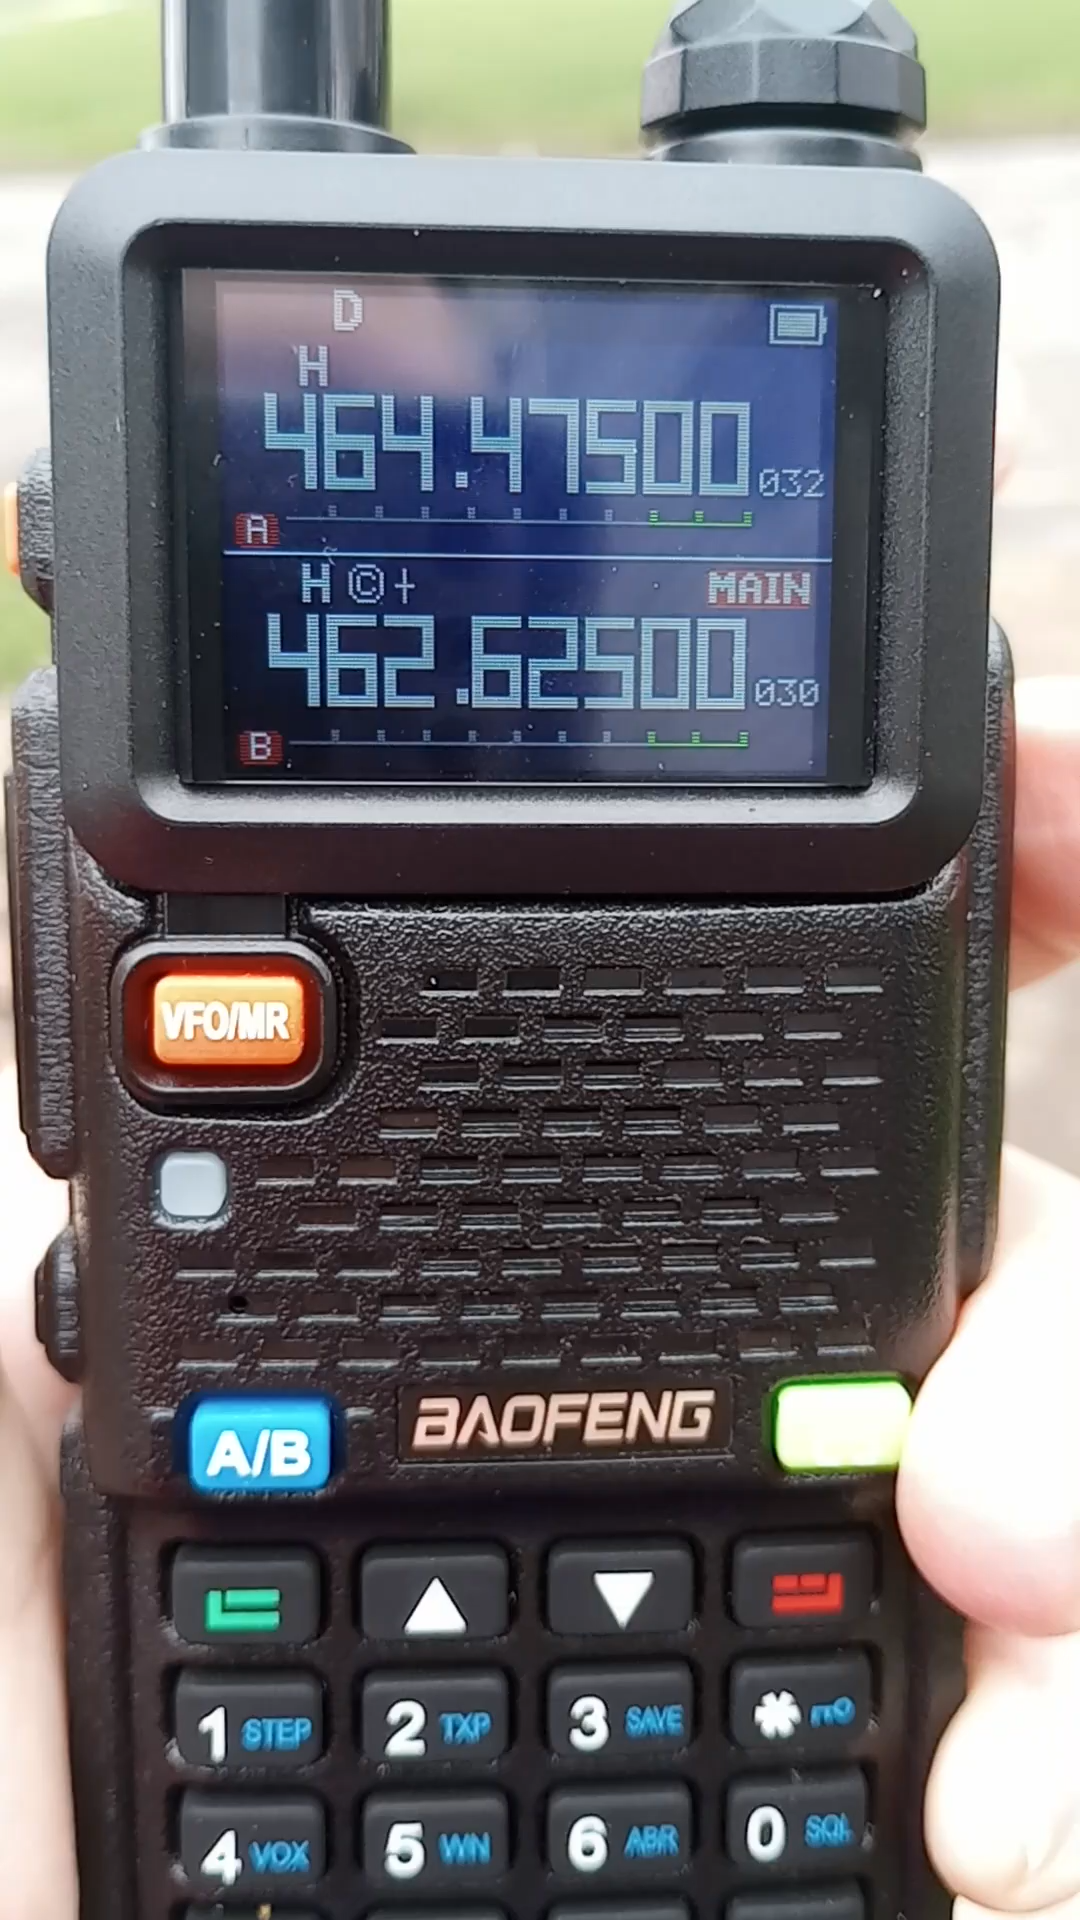 D
H
464.47500 032
A
H © + MAIN
462.62500 030
B
VFO/MR
A/B
BAOFENG
1 STEP 2 TXP 3 SAVE *
4 VOX 5 WN 6 ABR 0 SQL